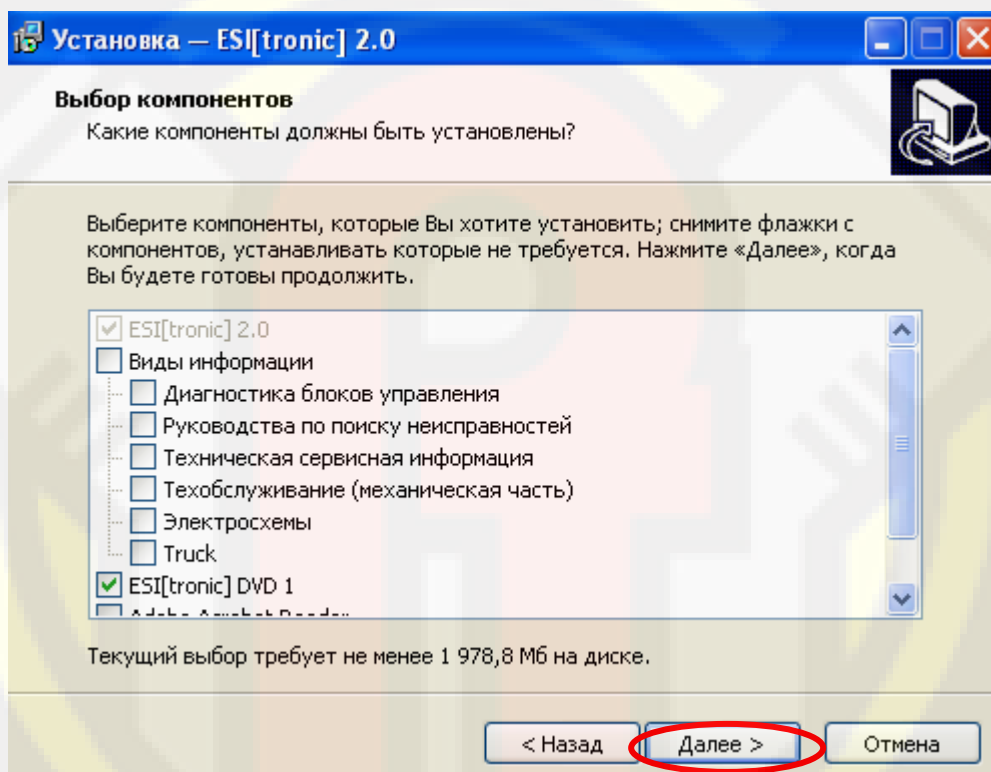 Установка — ESI[tronic] 2.0
Выбор компонентов
Какие компоненты должны быть установлены?
Выберите компоненты, которые Вы хотите установить; снимите флажки с
компонентов, устанавливать которые не требуется. Нажмите «Далее», когда
Вы будете готовы продолжить.
ESI[tronic] 2.0
Виды информации
Диагностика блоков управления
Руководства по поиску неисправностей
Техническая сервисная информация
Техобслуживание (механическая часть)
Электросхемы
Truck
ESI[tronic] DVD 1
Adobe Acrobat Reader
Текущий выбор требует не менее 1 978,8 Мб на диске.
< Назад Далее > Отмена